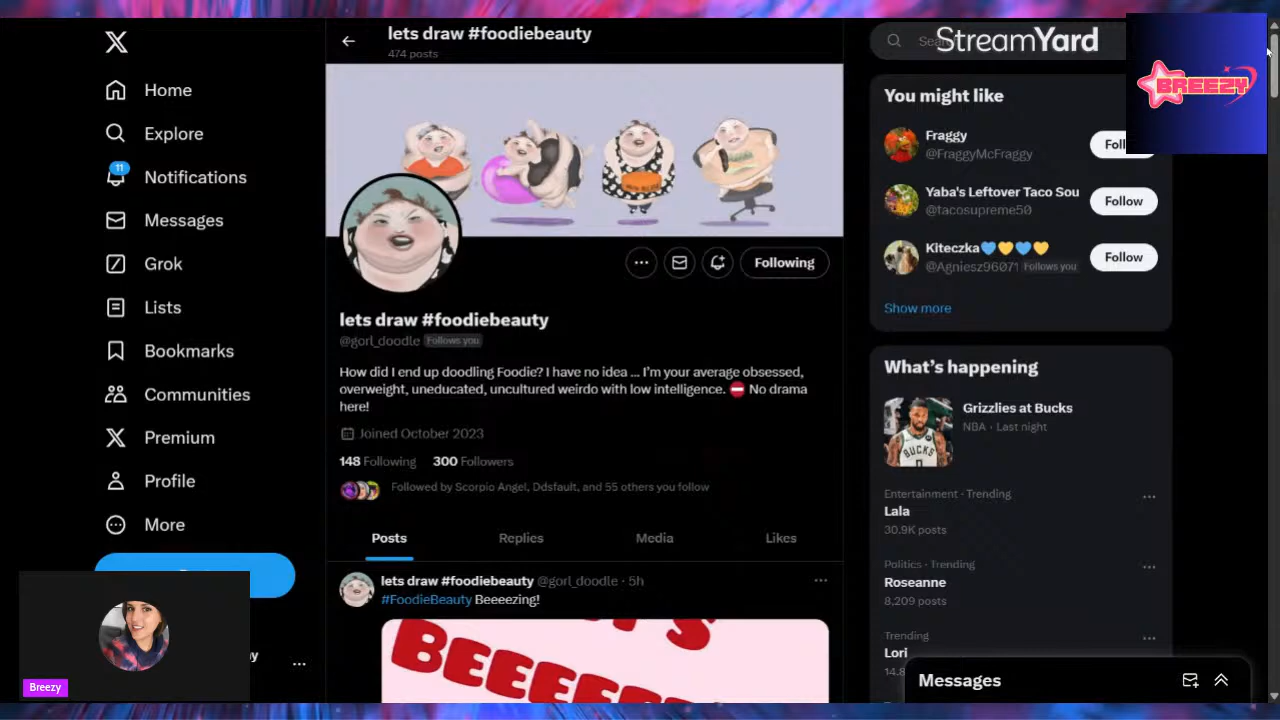 lets draw #foodiebeauty
474 posts
StreamYard
BREEZY
Home
Explore
11
Notifications
Messages
Grok
Lists
Bookmarks
Communities
Premium
Profile
More
Breezy
Following
lets draw #foodiebeauty
@gorl_doodle Follows you
How did I end up doodling Foodie? I have no idea ... I'm your average obsessed,
overweight, uneducated, uncultured weirdo with low intelligence. ⛔ No drama
here!
Joined October 2023
148 Following 300 Followers
Followed by Scorpio Angel, Ddsfault, and 55 others you follow
Posts Replies Media Likes
lets draw #foodiebeauty @gorl_doodle · 5h
#FoodieBeauty Beeeezing!
You might like
Fraggy
@FraggyMcFraggy
Yaba's Leftover Taco Sou
@tacosupreme50
Follow
Kiteczka💙💛💙💛
@Agniesz96071 Follows you
Follow
Show more
What's happening
Grizzlies at Bucks
NBA · Last night
BUCKS
Entertainment · Trending
Lala
30.9K posts
Politics · Trending
Roseanne
8,209 posts
Trending
Lori
Messages